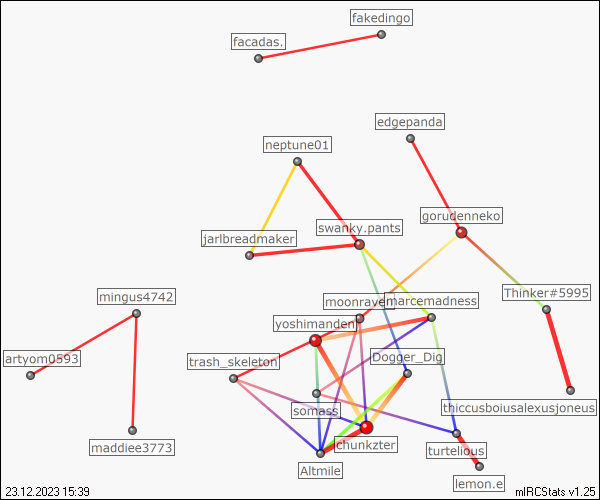 fakedingo
facadas.
edgepanda
neptune01
gorudenneko
swanky.pants
jarlbreadmaker
Thinker#5995
mingus4742
moonraven
marcemadness
yoshimanden
artyom0593
trash_skeleton
Dogger_Dig
thiccusboiusalexusjoneus
somass
maddiee3773
chunkzter
turtelious
Altmile
lemon.e
23.12.2023 15:39
mIRCStats v1.25